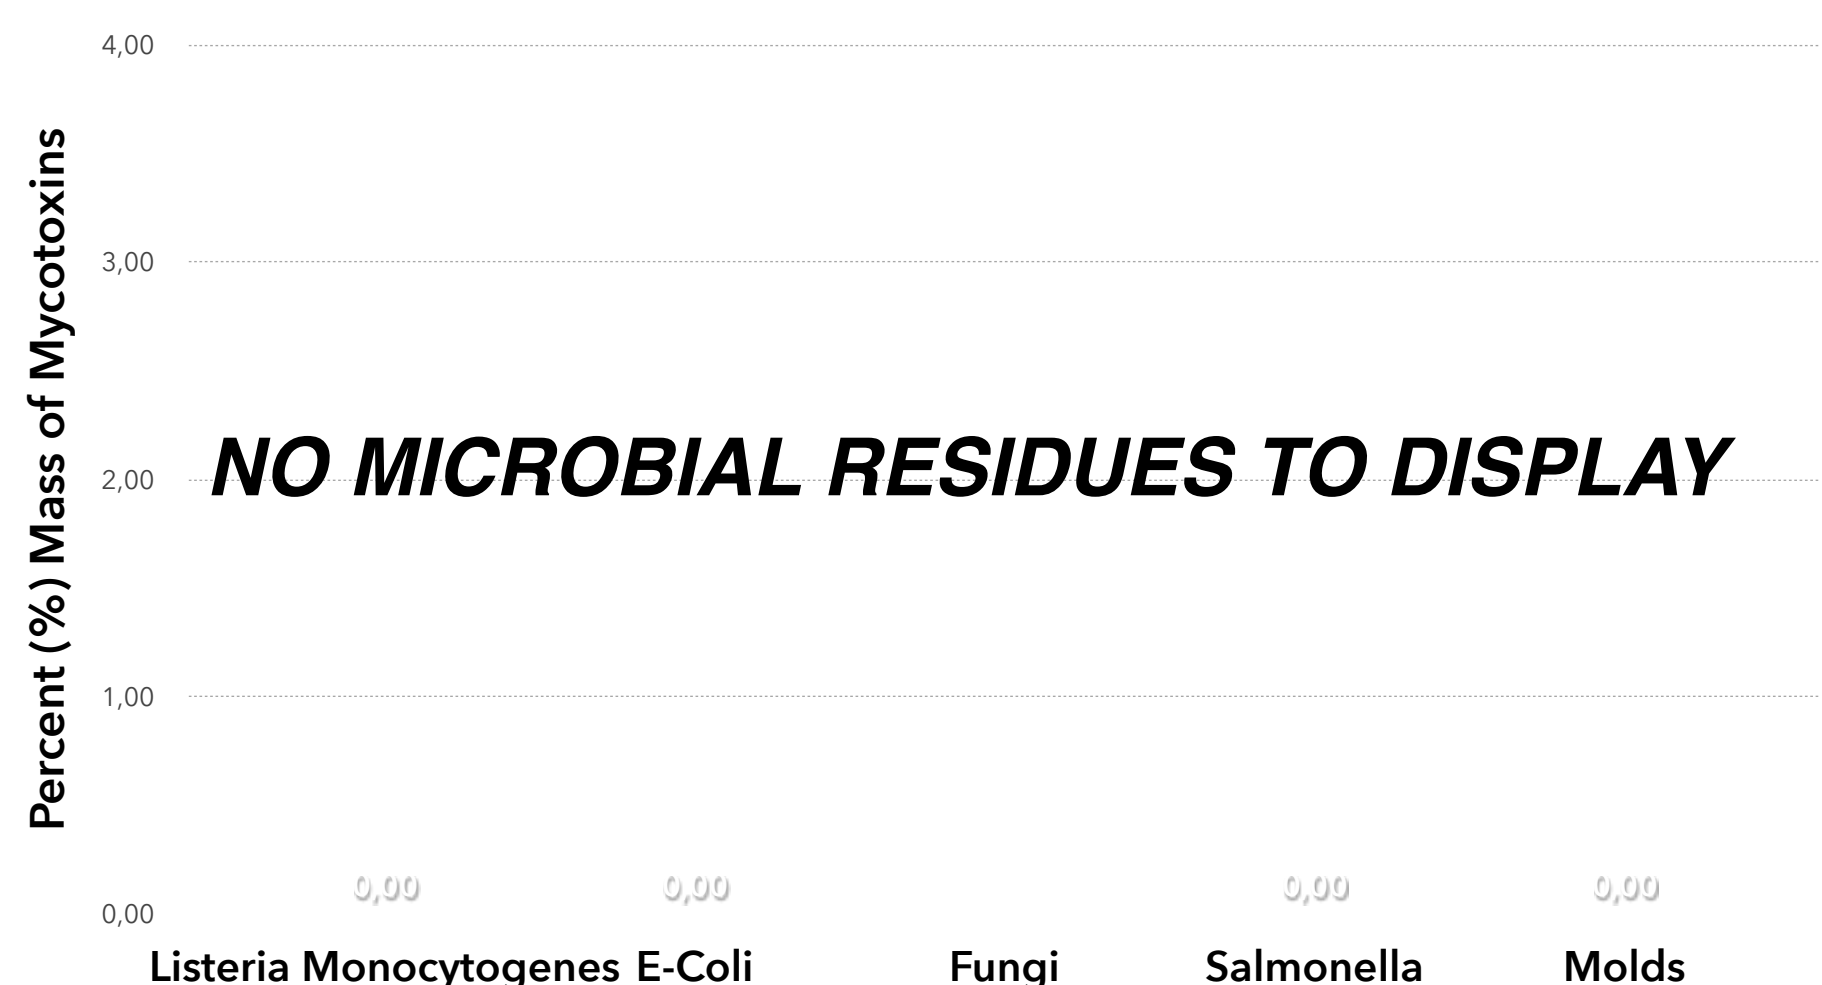 Percent (%) Mass of Mycotoxins
4,00
3,00
2,00
1,00
0,00
NO MICROBIAL RESIDUES TO DISPLAY
0,00 0,00 0,00 0,00
Listeria Monocytogenes E-Coli Fungi Salmonella Molds